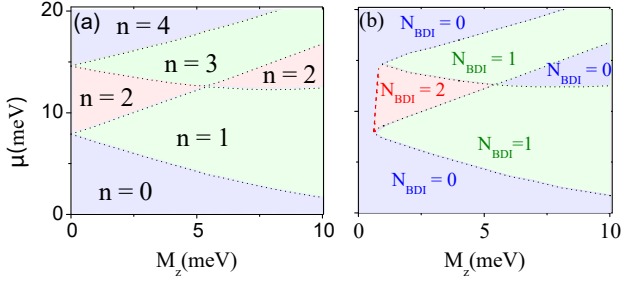 (a)
n = 4
n = 3
n = 2
n = 2
n = 1
n = 0
20
10
0
μ(meV)
0
5
10
M_z(meV)
(b)
N_BDI = 0
N_BDI = 1
N_BDI = 0
N_BDI = 2
N_BDI =1
N_BDI = 0
0
5
10
M_z(meV)